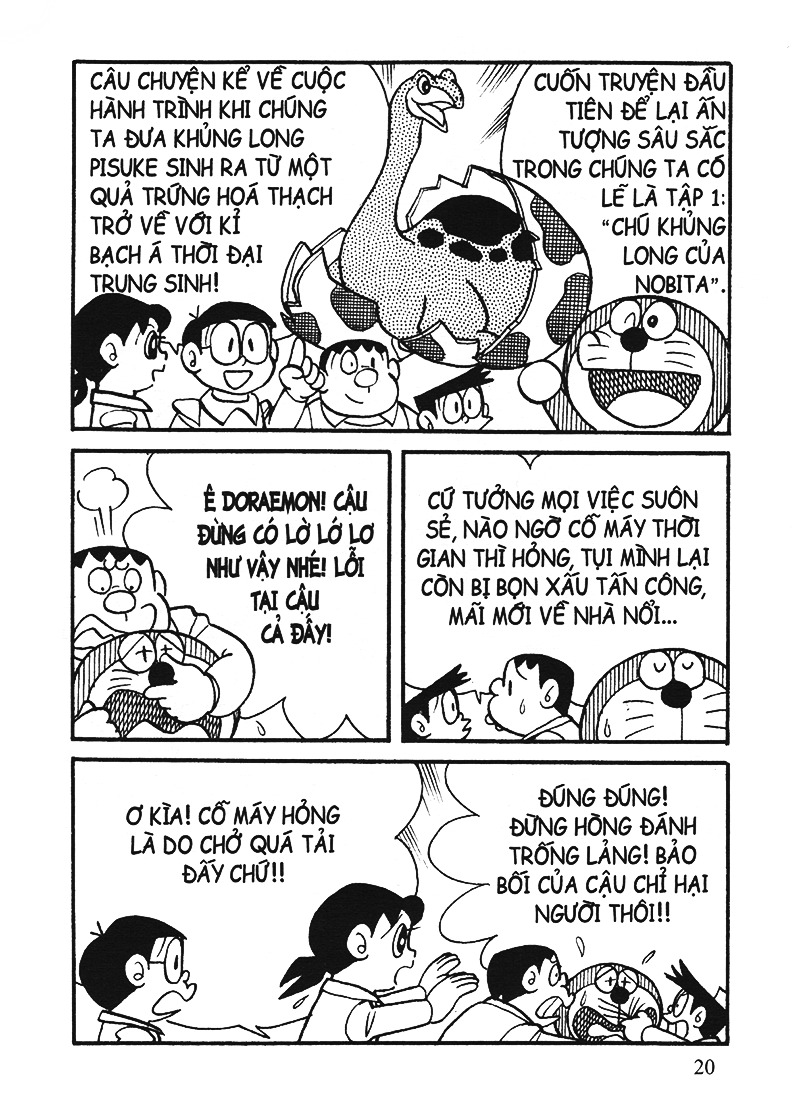 CUỐN TRUYỆN ĐẦU
TIÊN ĐỂ LẠI ẤN
TƯỢNG SÂU SẮC
TRONG CHÚNG TA CÓ
LẼ LÀ TẬP 1:
"CHÚ KHỦNG
LONG CỦA
NOBITA".
CÂU CHUYỆN KỂ VỀ CUỘC
HÀNH TRÌNH KHI CHÚNG
TA ĐƯA KHỦNG LONG
PISUKE SINH RA TỪ MỘT
QUẢ TRỨNG HOÁ THẠCH
TRỞ VỀ VỚI KỈ
BẠCH Á THỜI ĐẠI
TRUNG SINH!
CỨ TƯỞNG MỌI VIỆC SUÔN
SẺ, NÀO NGỜ CỖ MÁY THỜI
GIAN THÌ HỎNG, TỤI MÌNH LẠI
CÒN BỊ BỌN XẤU TẤN CÔNG,
MÃI MỚI VỀ NHÀ NỔI...
Ê DORAEMON! CẬU
ĐỪNG CÓ LỜ LỚ LƠ
NHƯ VẬY NHÉ! LỖI
TẠI CẬU
CẢ ĐẤY!
ĐÚNG ĐÚNG!
ĐỪNG HÒNG ĐÁNH
TRỐNG LẢNG! BẢO
BỐI CỦA CẬU CHỈ HẠI
NGƯỜI THÔI!!
Ơ KÌA! CỖ MÁY HỎNG
LÀ DO CHỞ QUÁ TẢI
ĐẤY CHỨ!!
20